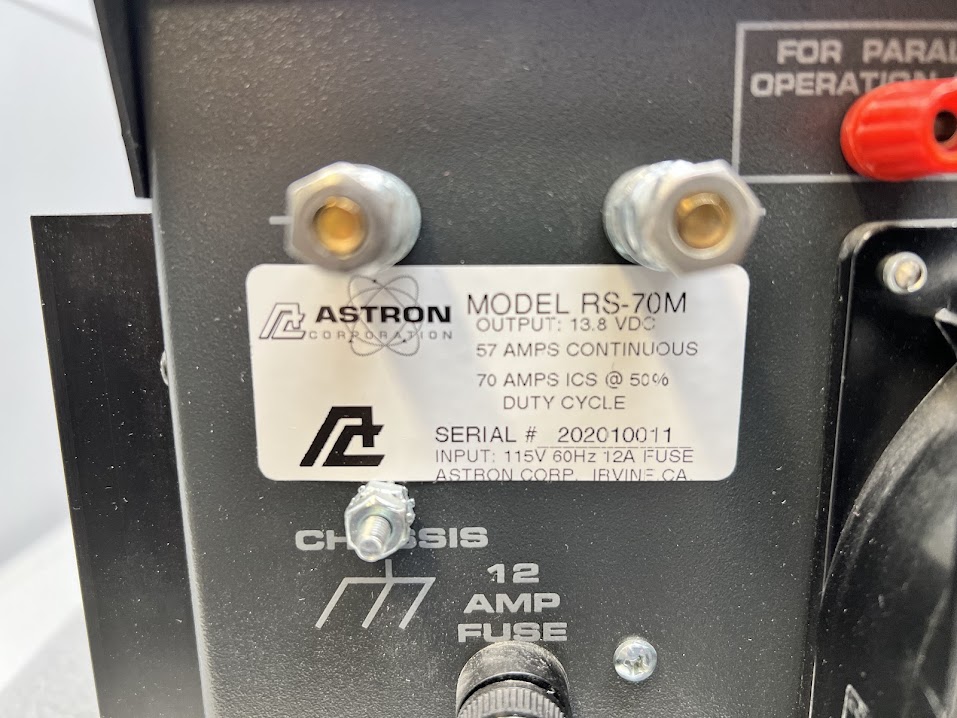 FOR PARAL
OPERATION
ASTRON
CORPORATION
MODEL RS-70M
OUTPUT: 13.8 VDC
57 AMPS CONTINUOUS
70 AMPS ICS @ 50%
DUTY CYCLE
SERIAL # 202010011
INPUT: 115V 60Hz 12A FUSE
ASTRON CORP. IRVINE,CA.
CHASSIS
12
AMP
FUSE